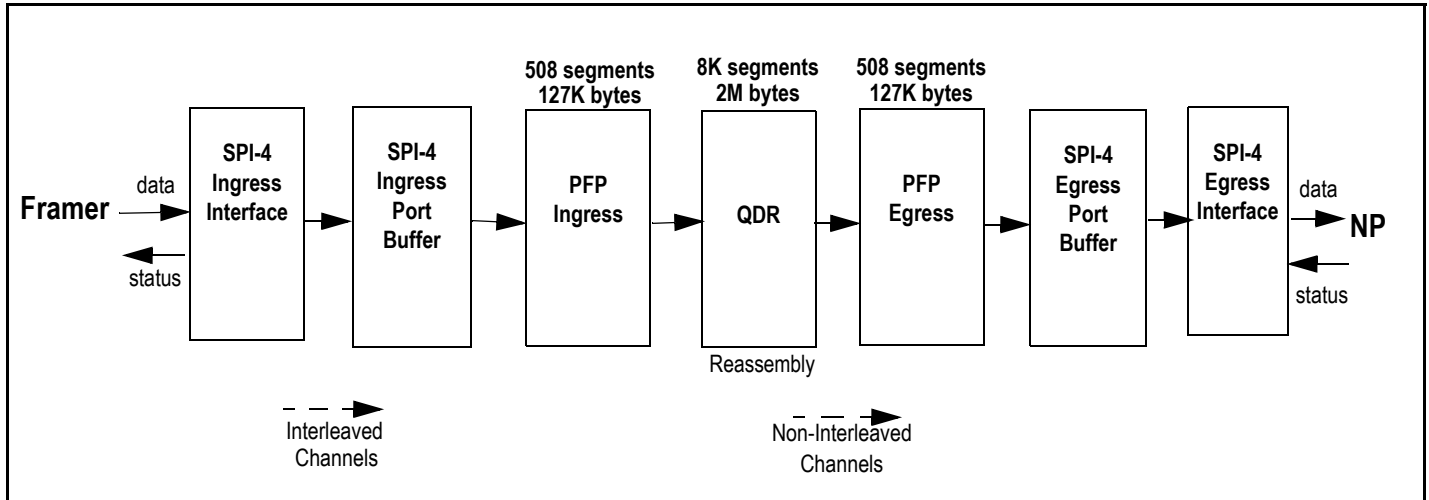 508 segments
127K bytes
8K segments
2M bytes
508 segments
127K bytes
Framer
data
status
SPI-4
Ingress
Interface
SPI-4
Ingress
Port
Buffer
PFP
Ingress
QDR
Reassembly
PFP
Egress
SPI-4
Egress
Port
Buffer
SPI-4
Egress
Interface
data
NP
status
Interleaved
Channels
Non-Interleaved
Channels